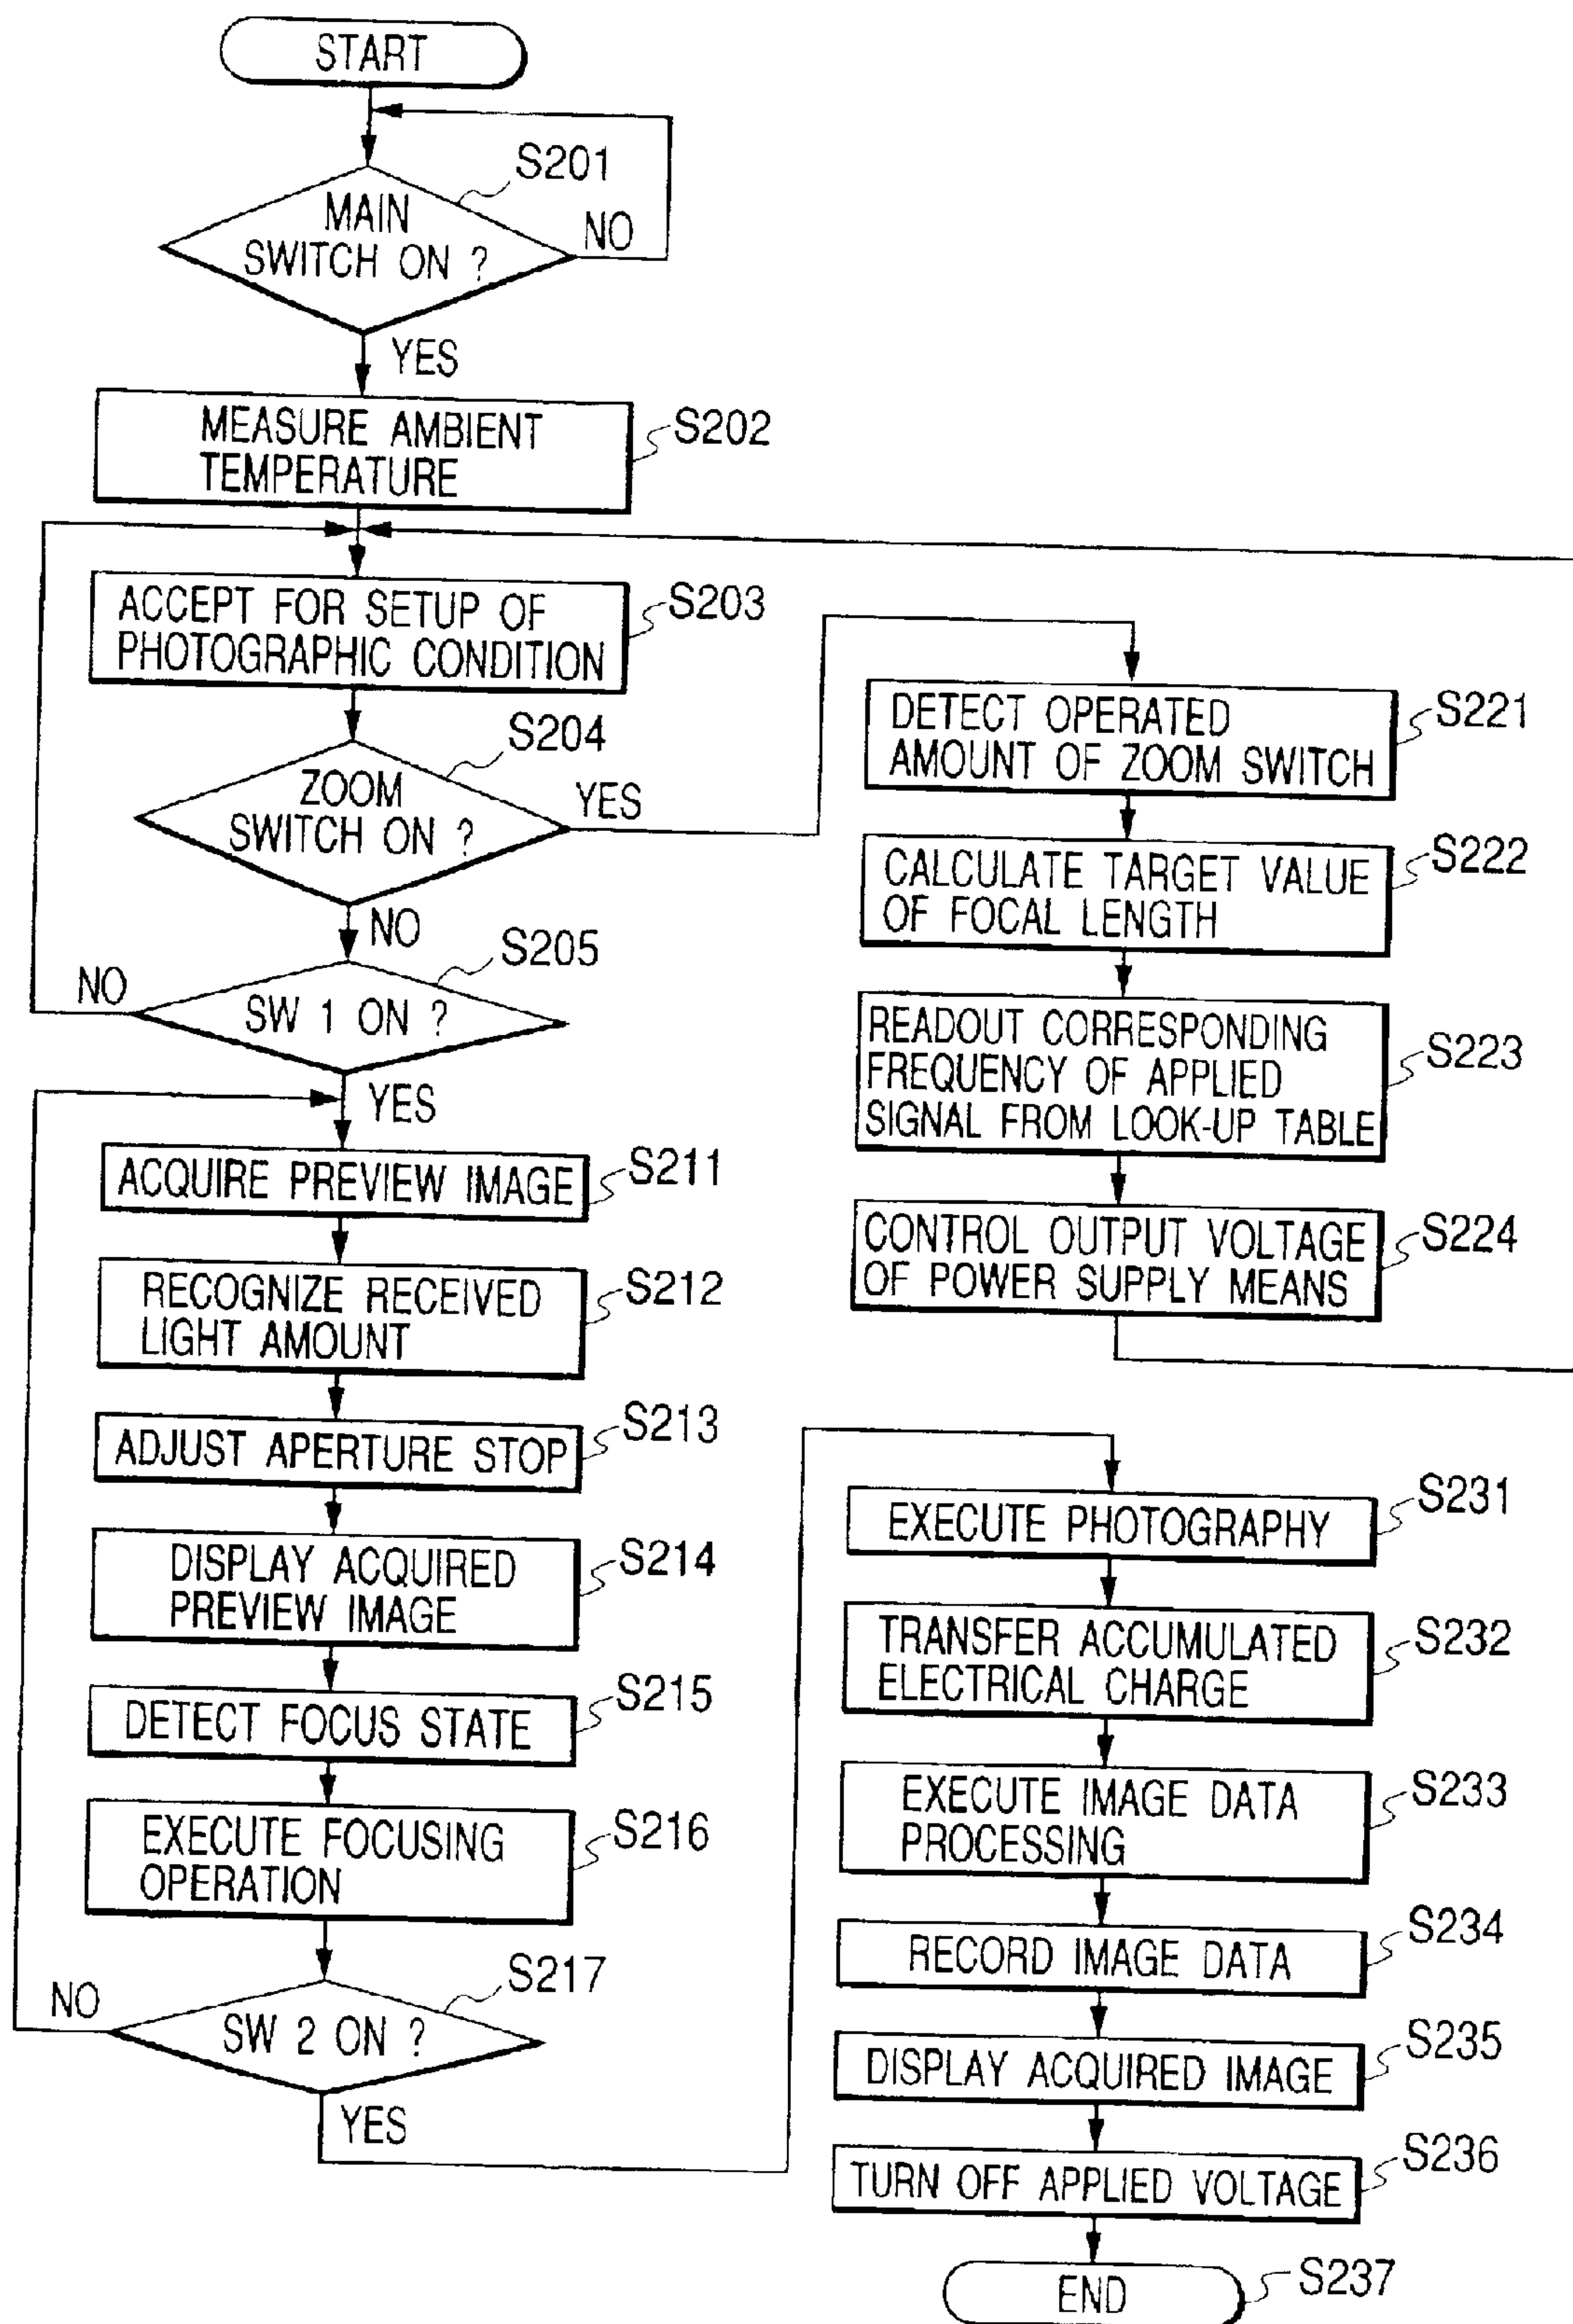 START
S201
MAIN
SWITCH ON ?
NO
YES
MEASURE AMBIENT
TEMPERATURE
S202
ACCEPT FOR SETUP OF
PHOTOGRAPHIC CONDITION
S203
S204
ZOOM
SWITCH ON ?
YES
NO
S205
NO
SW 1 ON ?
YES
ACQUIRE PREVIEW IMAGE
S211
RECOGNIZE RECEIVED
LIGHT AMOUNT
S212
ADJUST APERTURE STOP
S213
DISPLAY ACQUIRED
PREVIEW IMAGE
S214
DETECT FOCUS STATE
S215
EXECUTE FOCUSING
OPERATION
S216
S217
NO
SW 2 ON ?
YES
DETECT OPERATED
AMOUNT OF ZOOM SWITCH
S221
CALCULATE TARGET VALUE
OF FOCAL LENGTH
S222
READOUT CORRESPONDING
FREQUENCY OF APPLIED
SIGNAL FROM LOOK-UP TABLE
S223
CONTROL OUTPUT VOLTAGE
OF POWER SUPPLY MEANS
S224
EXECUTE PHOTOGRAPHY
S231
TRANSFER ACCUMULATED
ELECTRICAL CHARGE
S232
EXECUTE IMAGE DATA
PROCESSING
S233
RECORD IMAGE DATA
S234
DISPLAY ACQUIRED IMAGE
S235
TURN OFF APPLIED VOLTAGE
S236
END
S237